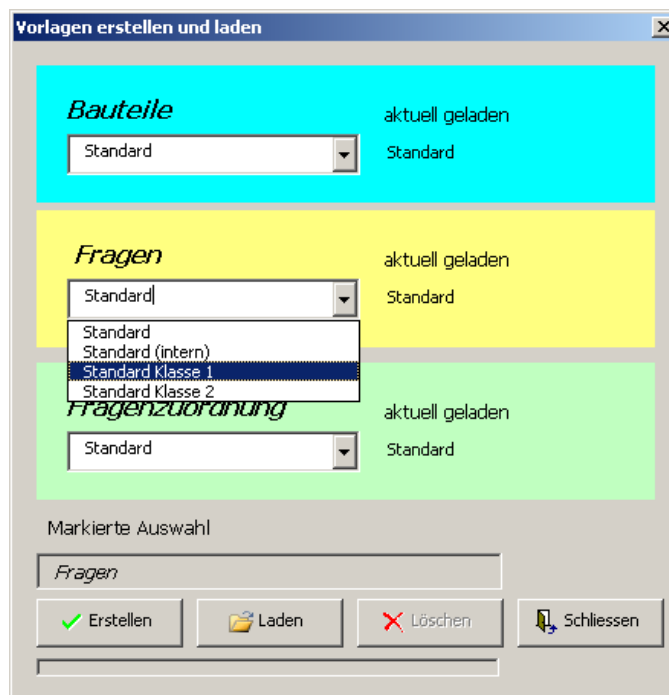 Vorlagen erstellen und laden
Bauteile
aktuell geladen
Standard
Standard
Fragen
aktuell geladen
Standard
Standard
Standard
Standard (intern)
Standard Klasse 1
Standard Klasse 2
Fragenzuordnung
aktuell geladen
Standard
Standard
Markierte Auswahl
Fragen
Erstellen
Laden
Löschen
Schliessen